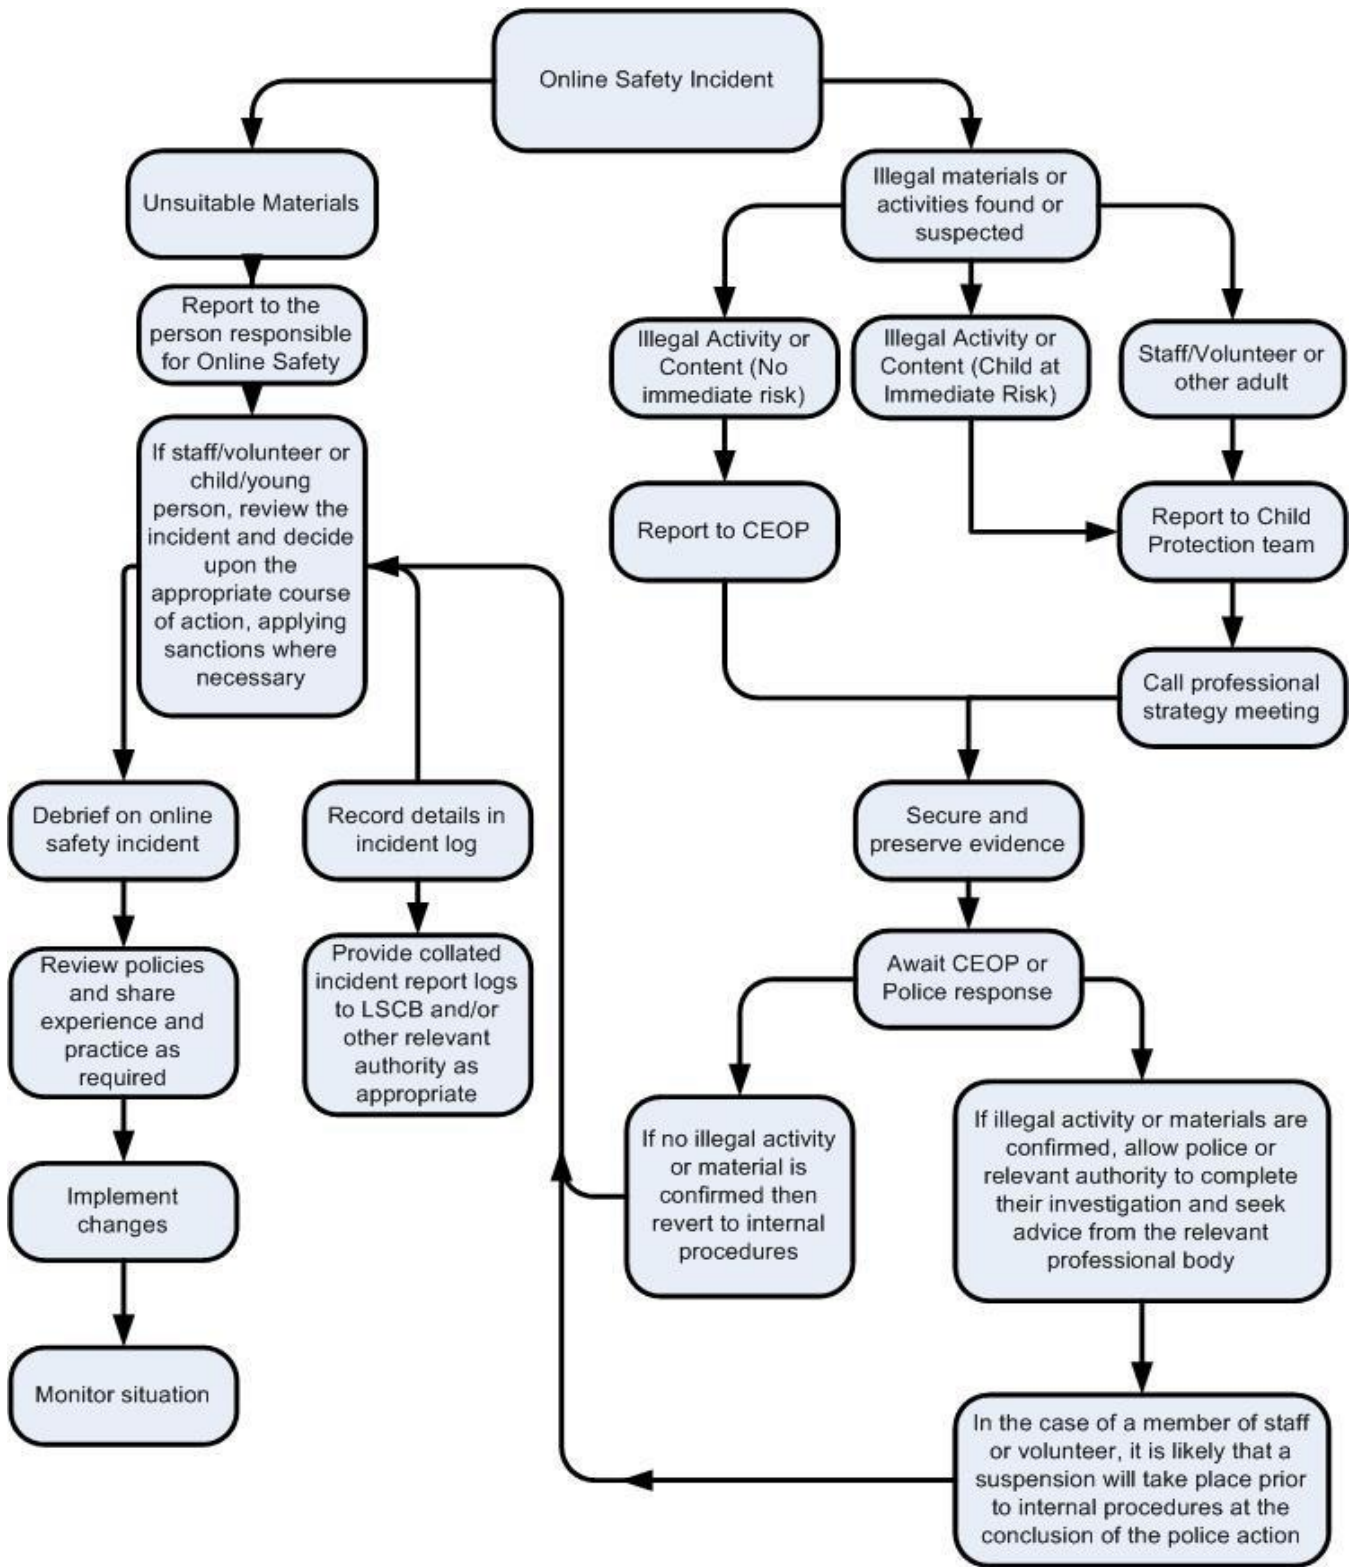 Online Safety Incident
Unsuitable Materials
Report to the
person responsible
for Online Safety
If staff/volunteer or
child/young
person, review the
incident and decide
upon the
appropriate course
of action, applying
sanctions where
necessary
Debrief on online
safety incident
Review policies
and share
experience and
practice as
required
Implement
changes
Monitor situation
Record details in
incident log
Provide collated
incident report logs
to LSCB and/or
other relevant
authority as
appropriate
Illegal materials or
activities found or
suspected
Illegal Activity or
Content (No
immediate risk)
Illegal Activity or
Content (Child at
Immediate Risk)
Staff/Volunteer or
other adult
Report to CEOP
Report to Child
Protection team
Call professional
strategy meeting
Secure and
preserve evidence
Await CEOP or
Police response
If no illegal activity
or material is
confirmed then
revert to internal
procedures
If illegal activity or materials are
confirmed, allow police or
relevant authority to complete
their investigation and seek
advice from the relevant
professional body
In the case of a member of staff
or volunteer, it is likely that a
suspension will take place prior
to internal procedures at the
conclusion of the police action